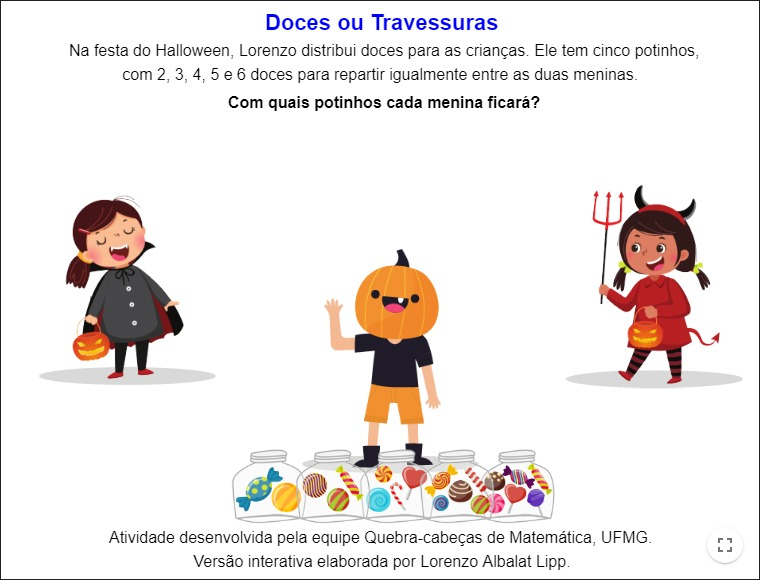 Doces ou Travessuras
Na festa do Halloween, Lorenzo distribui doces para as crianças. Ele tem cinco potinhos,
com 2, 3, 4, 5 e 6 doces para repartir igualmente entre as duas meninas.
Com quais potinhos cada menina ficará?
Atividade desenvolvida pela equipe Quebra-cabeças de Matemática, UFMG.
Versão interativa elaborada por Lorenzo Albalat Lipp.